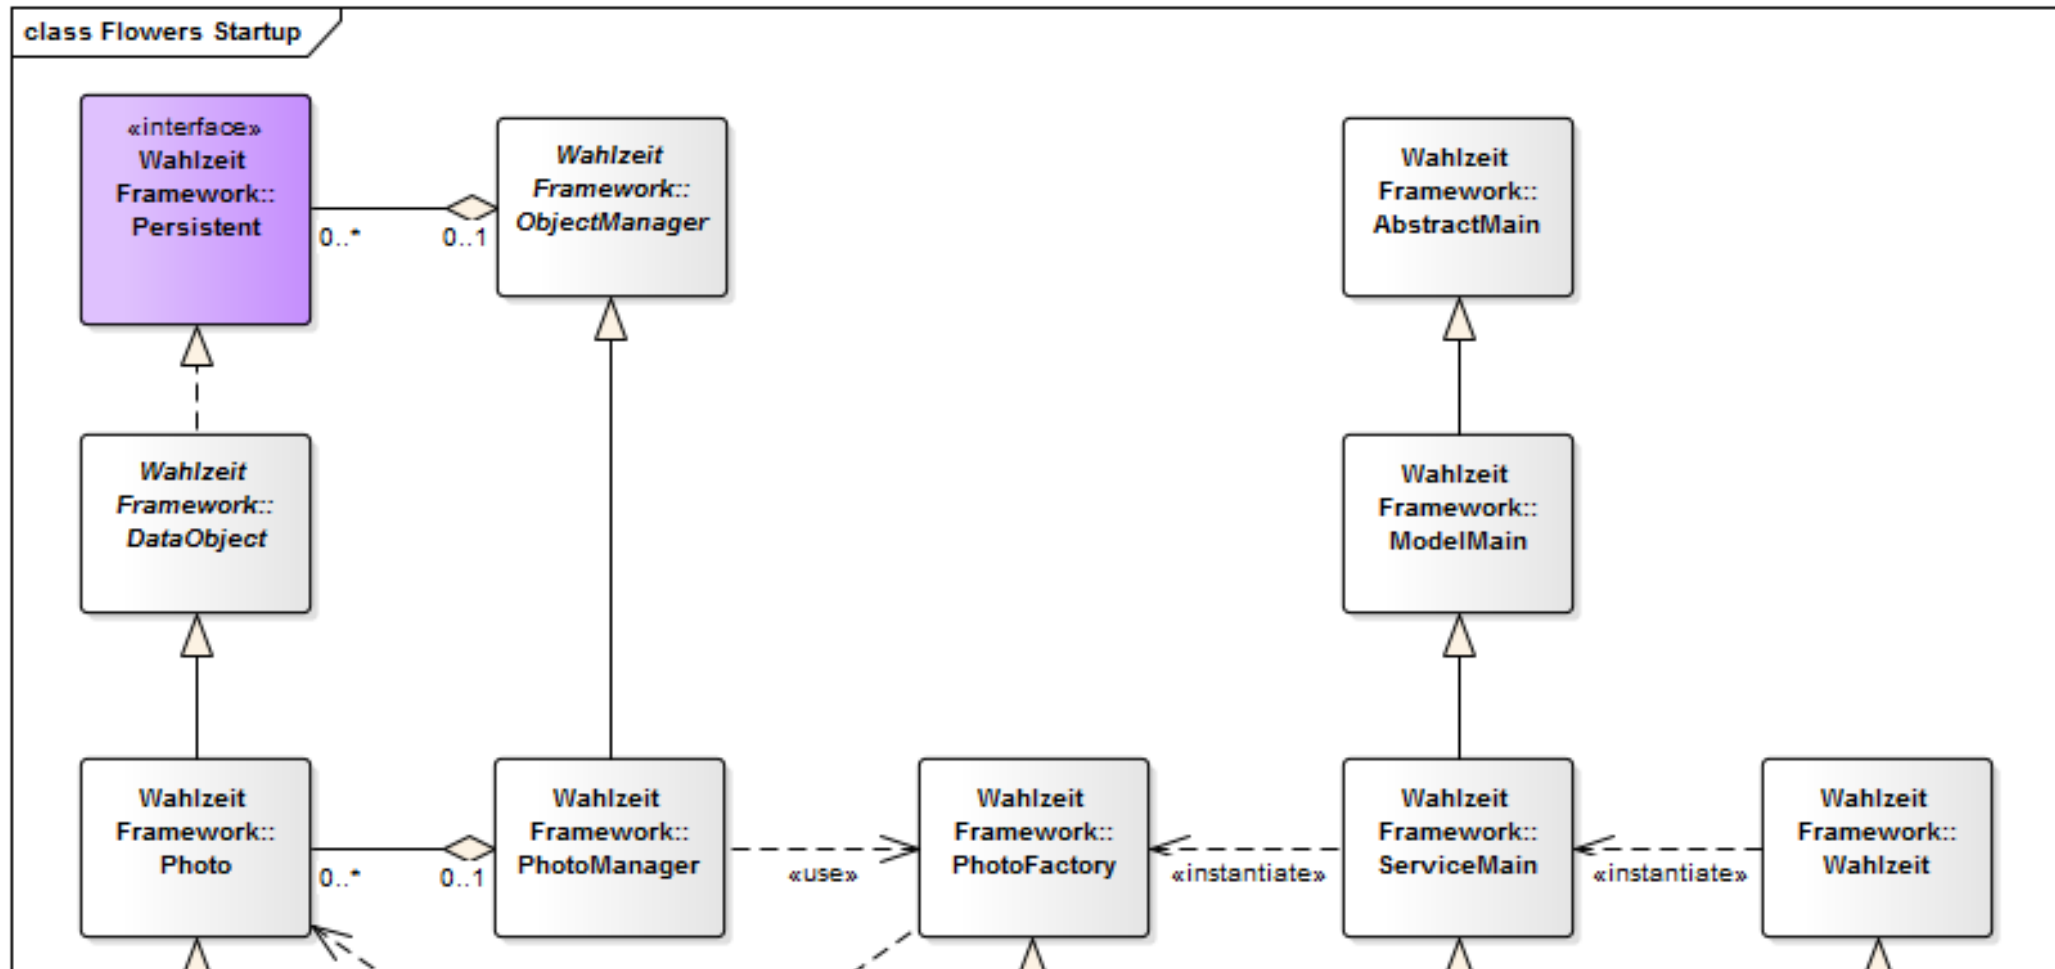 class Flowers Startup
«interface»
Wahlzeit
Framework::
Persistent
0..*
0..1
Wahlzeit
Framework::
ObjectManager
Wahlzeit
Framework::
AbstractMain
Wahlzeit
Framework::
DataObject
Wahlzeit
Framework::
ModelMain
Wahlzeit
Framework::
Photo
0..*
0..1
Wahlzeit
Framework::
PhotoManager
«use»
Wahlzeit
Framework::
PhotoFactory
«instantiate»
Wahlzeit
Framework::
ServiceMain
«instantiate»
Wahlzeit
Framework::
Wahlzeit